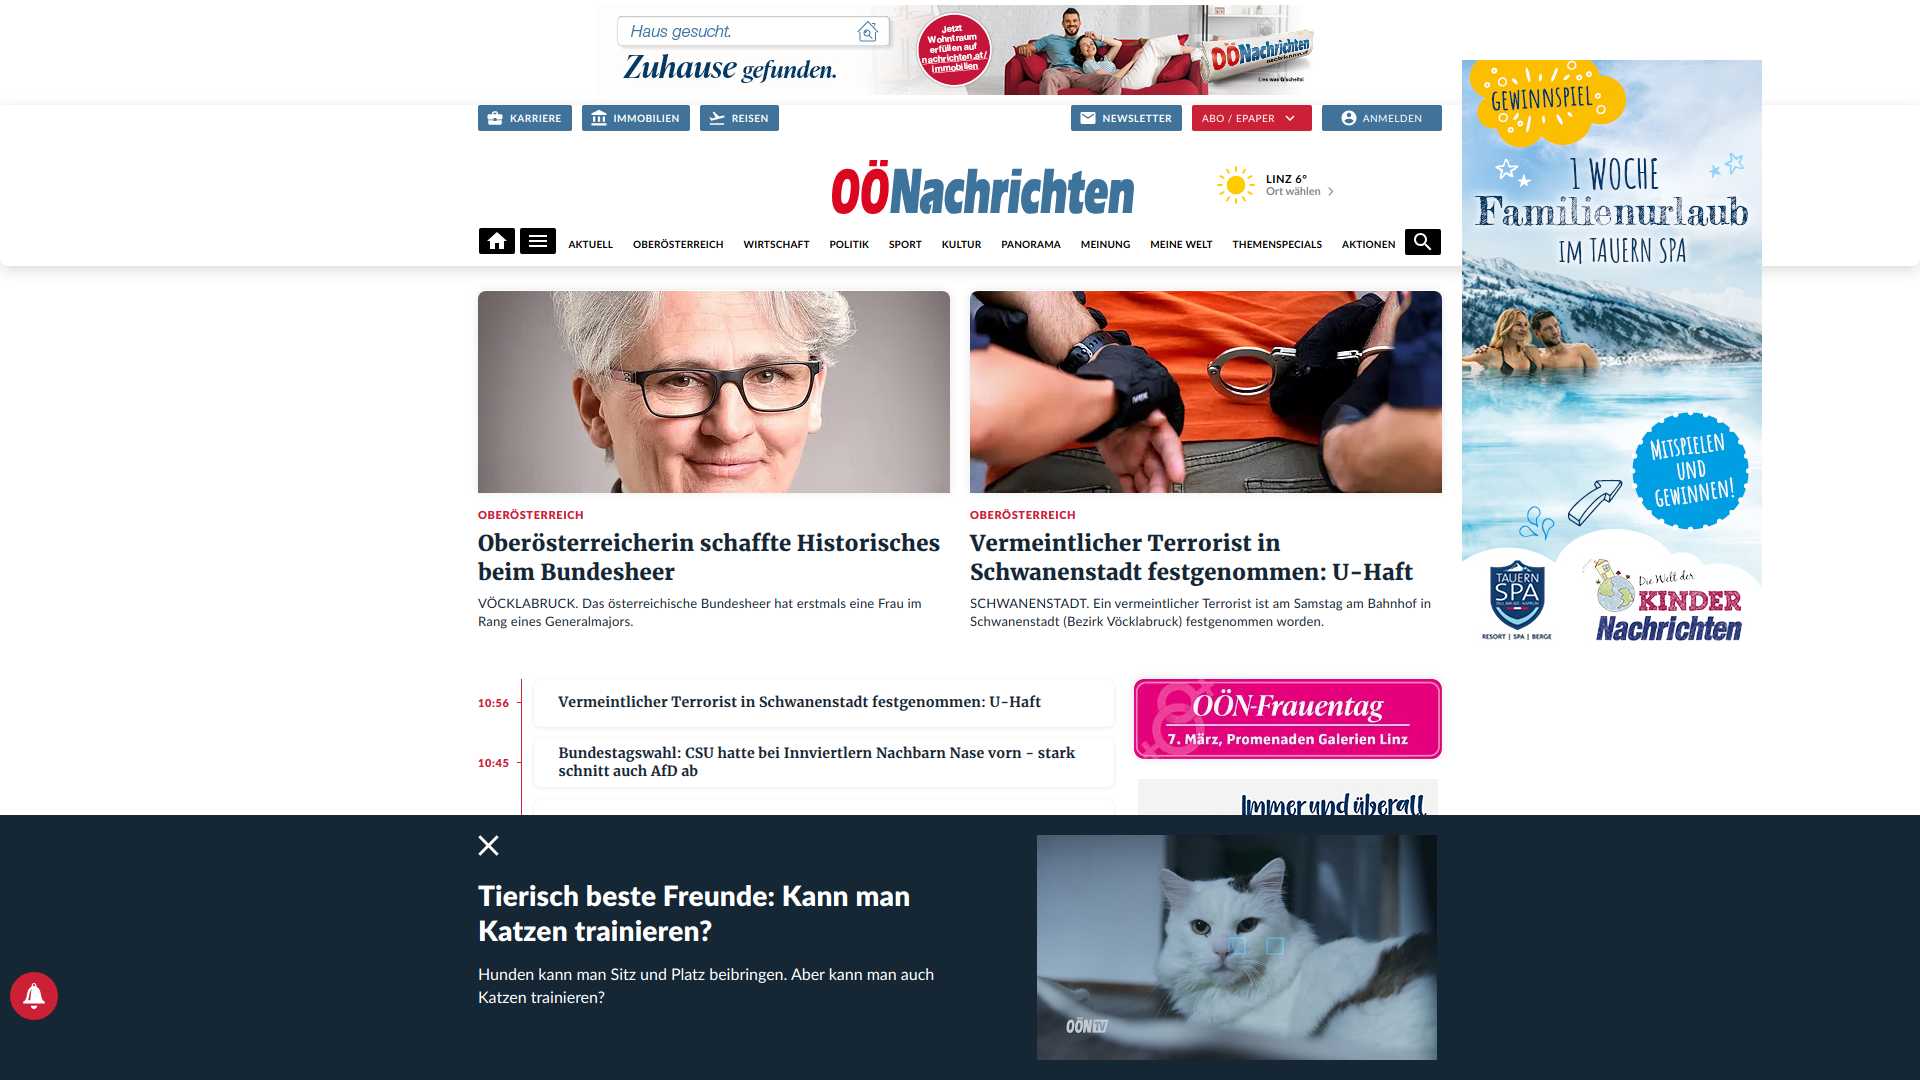 Haus gesucht.
Zuhause gefunden.
Jetzt
Wohntraum
erfüllen auf
nachrichten.at/
immobilien
OÖNachrichten
Lies was G'scheits!
KARRIERE
IMMOBILIEN
REISEN
NEWSLETTER
ABO / EPAPER
ANMELDEN
OÖNachrichten
LINZ 6°
Ort wählen
AKTUELL
OBERÖSTERREICH
WIRTSCHAFT
POLITIK
SPORT
KULTUR
PANORAMA
MEINUNG
MEINE WELT
THEMENSPECIALS
AKTIONEN
GEWINNSPIEL
1 WOCHE
Familienurlaub
IM TAUERN SPA
MITSPIELEN
UND
GEWINNEN!
TAUERN
SPA
RESORT | SPA | BERGE
Die Welt der
KINDER
Nachrichten
OBERÖSTERREICH
Oberösterreicherin schaffte Historisches
beim Bundesheer
VÖCKLABRUCK. Das österreichische Bundesheer hat erstmals eine Frau im
Rang eines Generalmajors.
OBERÖSTERREICH
Vermeintlicher Terrorist in
Schwanenstadt festgenommen: U-Haft
SCHWANENSTADT. Ein vermeintlicher Terrorist ist am Samstag am Bahnhof in
Schwanenstadt (Bezirk Vöcklabruck) festgenommen worden.
10:56
Vermeintlicher Terrorist in Schwanenstadt festgenommen: U-Haft
10:45
Bundestagswahl: CSU hatte bei Innviertlern Nachbarn Nase vorn - stark
schnitt auch AfD ab
OÖN-Frauentag
7. März, Promenaden Galerien Linz
Immer und überall
Tierisch beste Freunde: Kann man
Katzen trainieren?
Hunden kann man Sitz und Platz beibringen. Aber kann man auch
Katzen trainieren?
OÖN TV